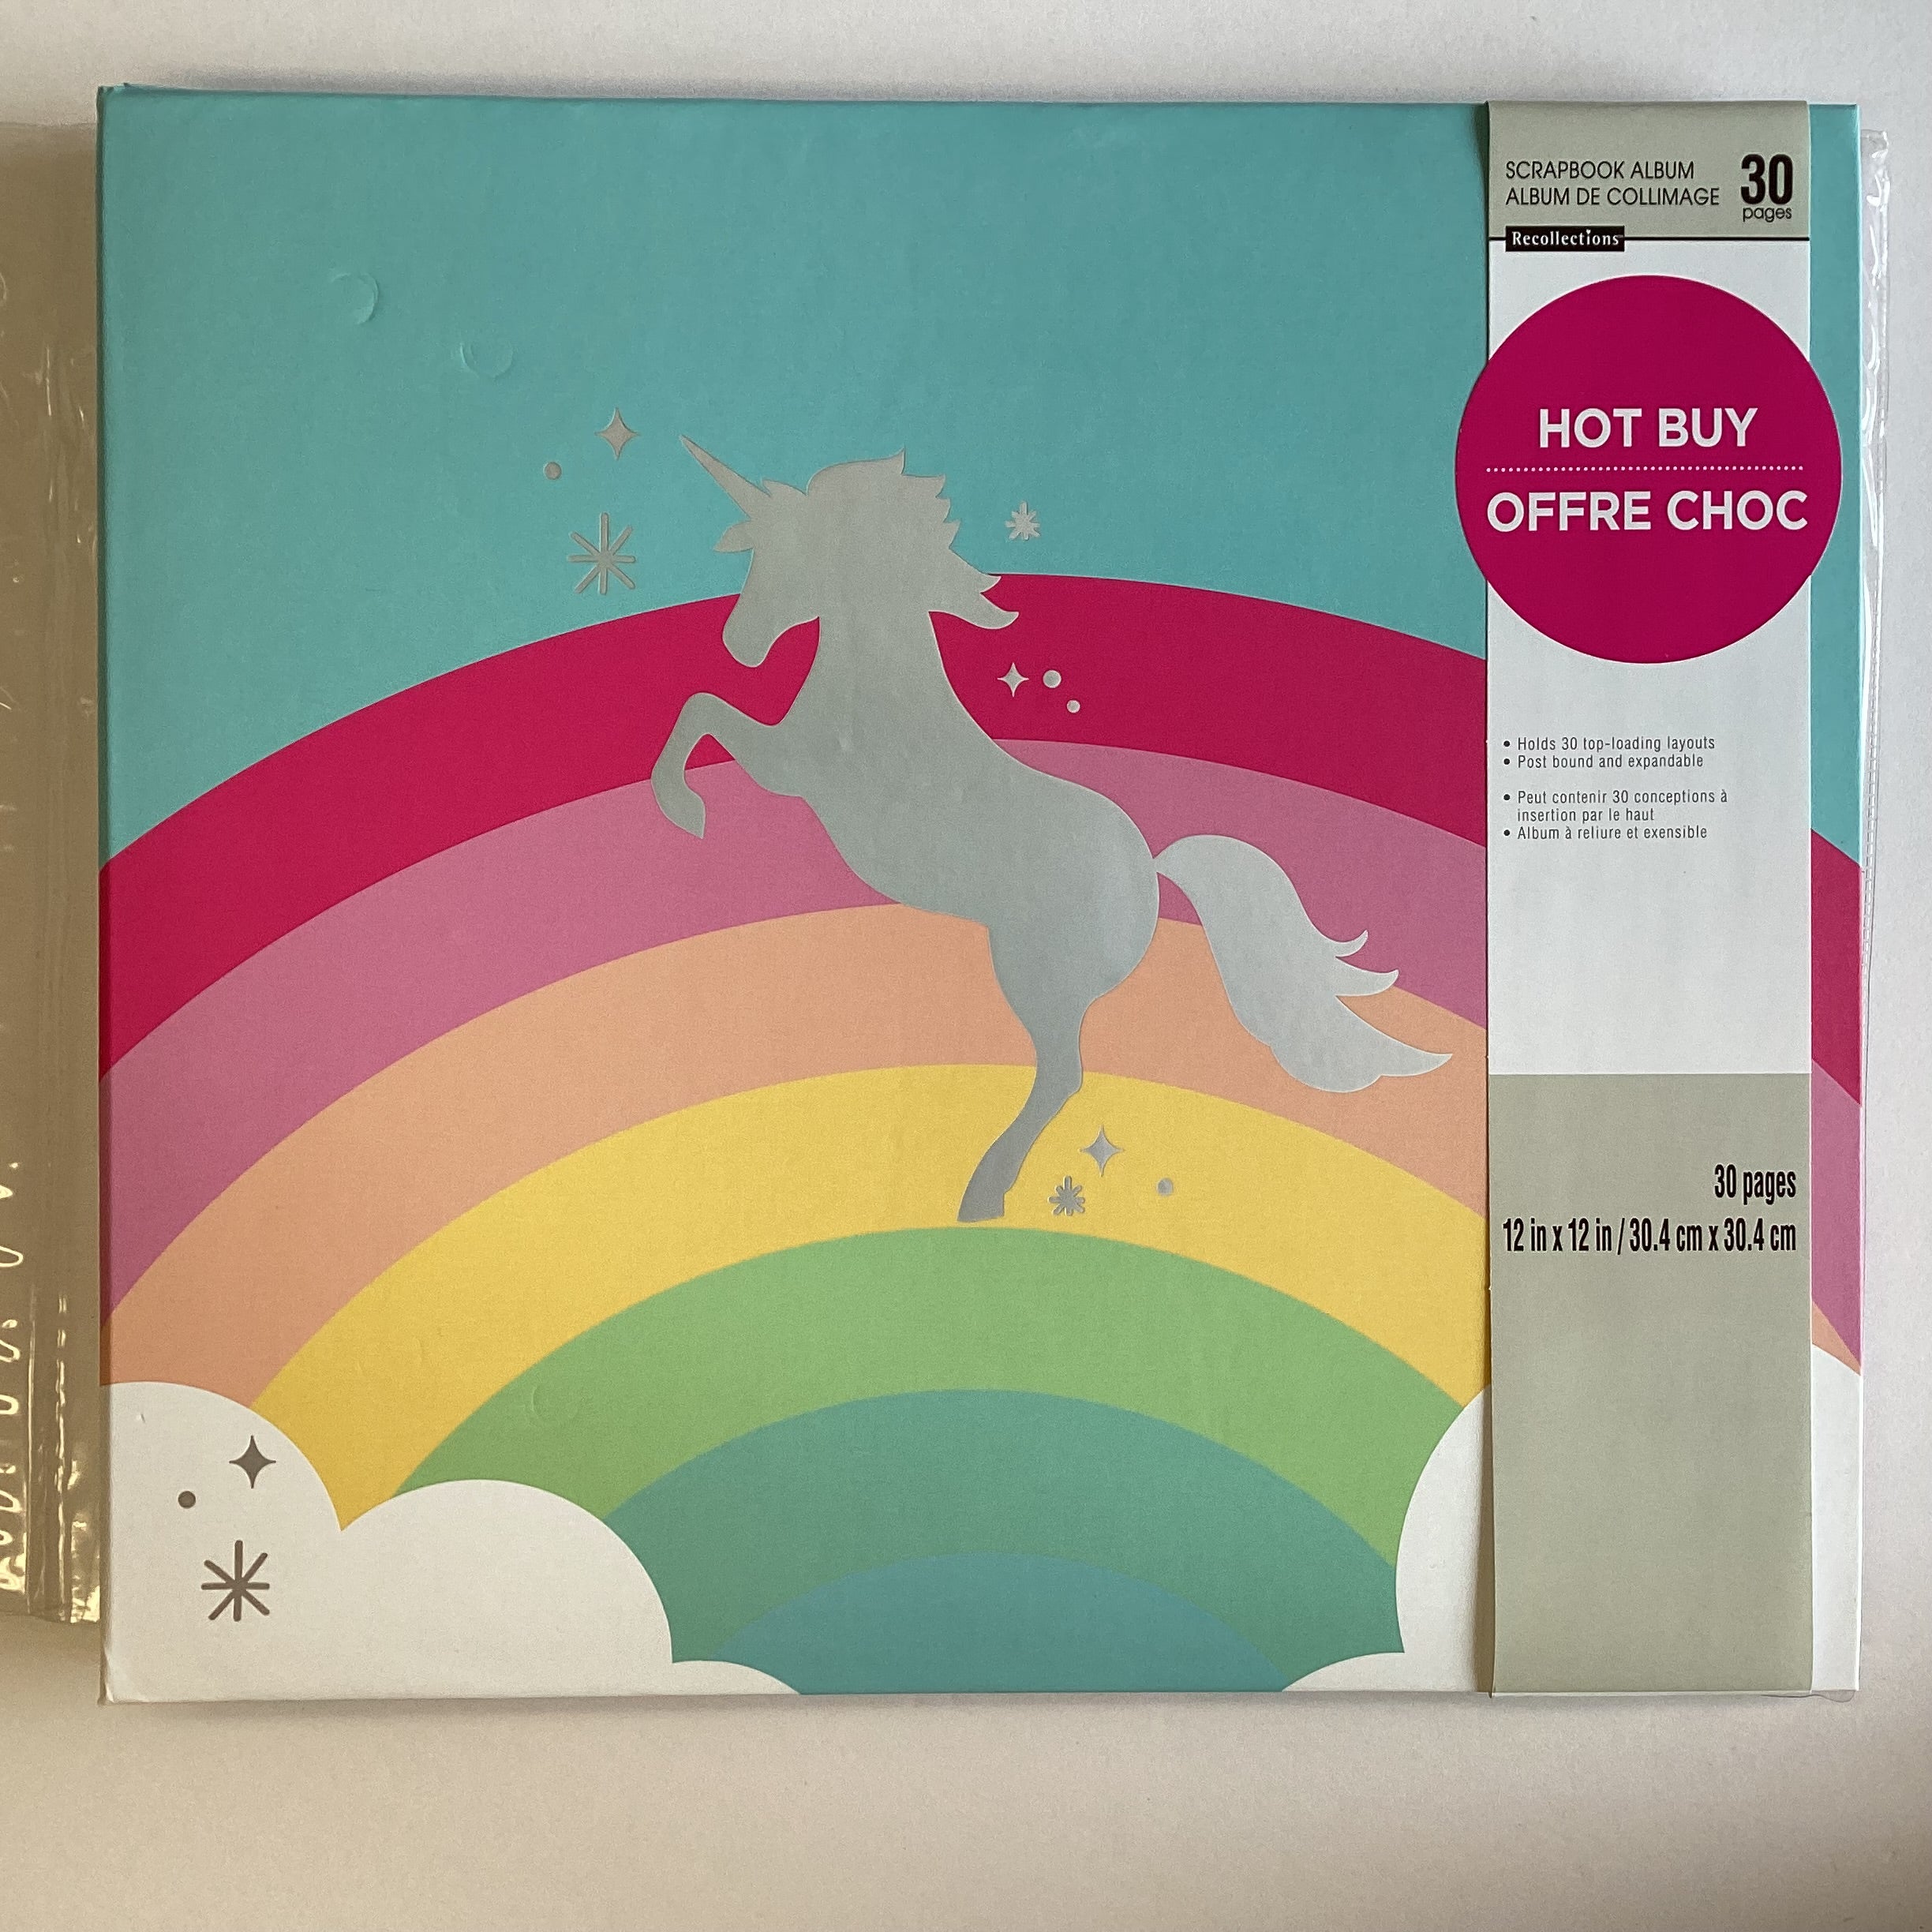 SCRAPBOOK ALBUM
ALBUM DE COLLIMAGE
30
pages
Recollections
HOT BUY
OFFRE CHOC
• Holds 30 top-loading layouts
• Post bound and expandable
• Peut contenir 30 conceptions à
insertion par le haut
• Album à reliure et exensible
30 pages
12 in x 12 in / 30.4 cm x 30.4 cm